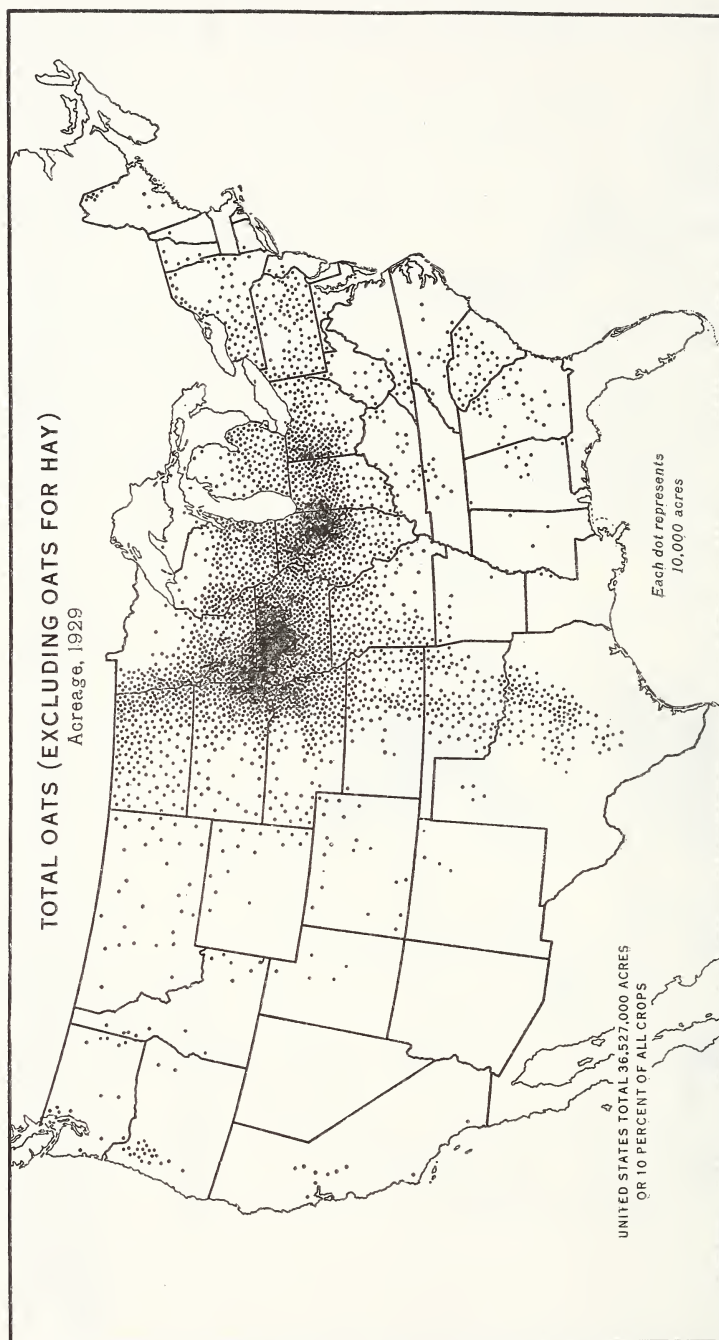 TOTAL OATS (EXCLUDING OATS FOR HAY)
Acreage, 1929
Each dot represents
10,000 acres
UNITED STATES TOTAL 36,527,000 ACRES
OR 10 PERCENT OF ALL CROPS